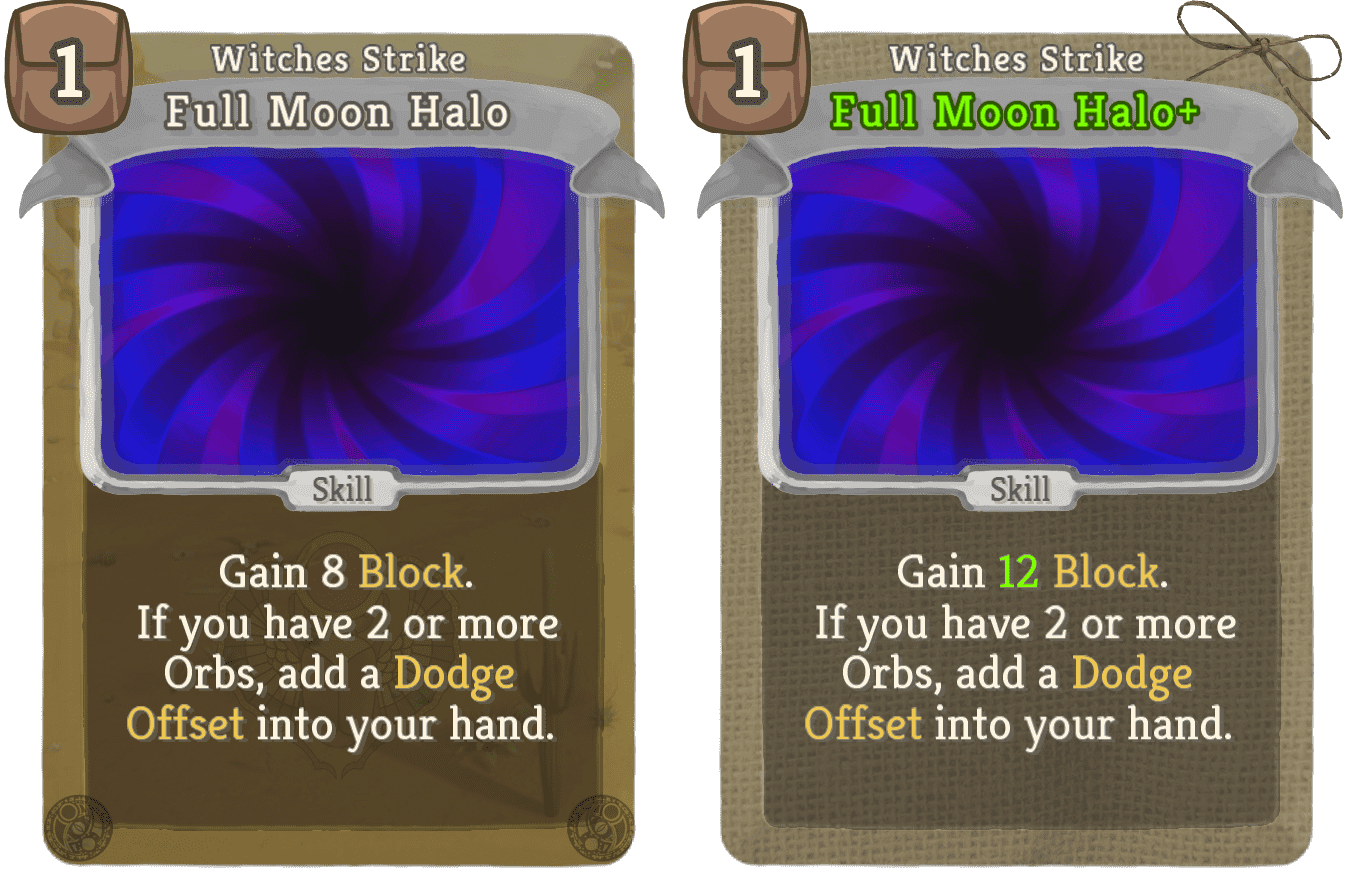 1
Witches Strike
Full Moon Halo
Skill
Gain 8 Block.
If you have 2 or more
Orbs, add a Dodge
Offset into your hand.
1
Witches Strike
Full Moon Halo+
Skill
Gain 12 Block.
If you have 2 or more
Orbs, add a Dodge
Offset into your hand.